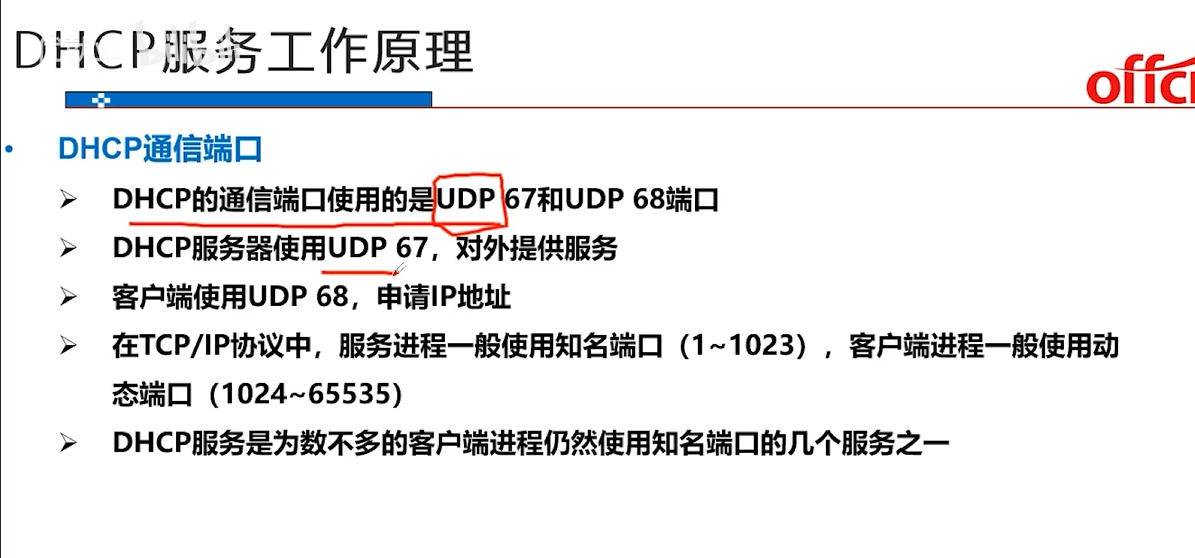 DHCP服务工作原理
offcn
DHCP通信端口
DHCP的通信端口使用的是UDP 67和UDP 68端口
DHCP服务器使用UDP 67，对外提供服务
客户端使用UDP 68，申请IP地址
在TCP/IP协议中，服务进程一般使用知名端口（1~1023），客户端进程一般使用动
态端口（1024~65535）
DHCP服务是为数不多的客户端进程仍然使用知名端口的几个服务之一